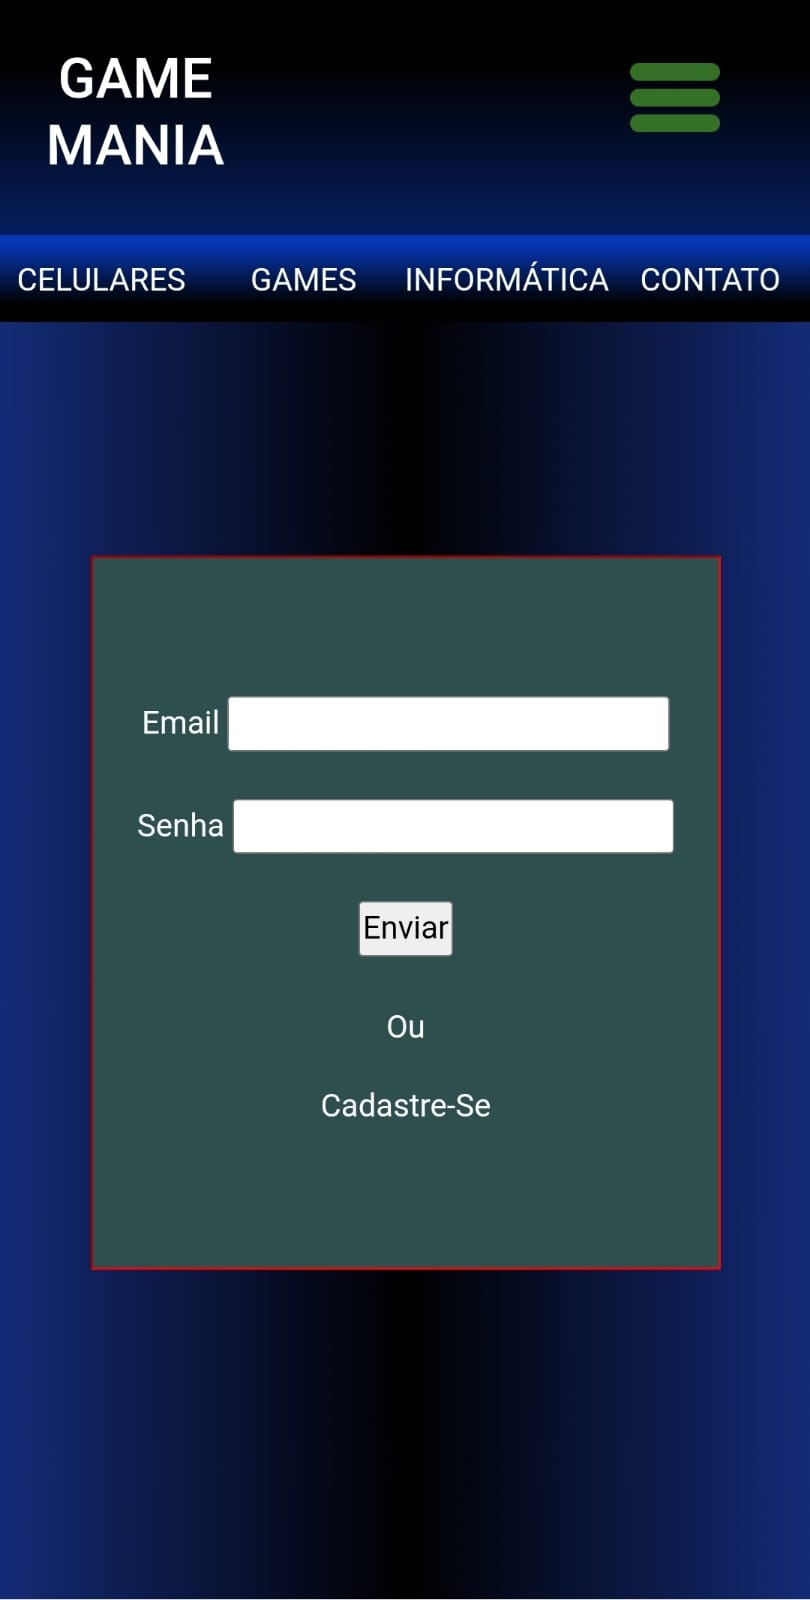 GAME
MANIA
CELULARES GAMES INFORMÁTICA CONTATO
Email
Senha
Enviar
Ou
Cadastre-Se